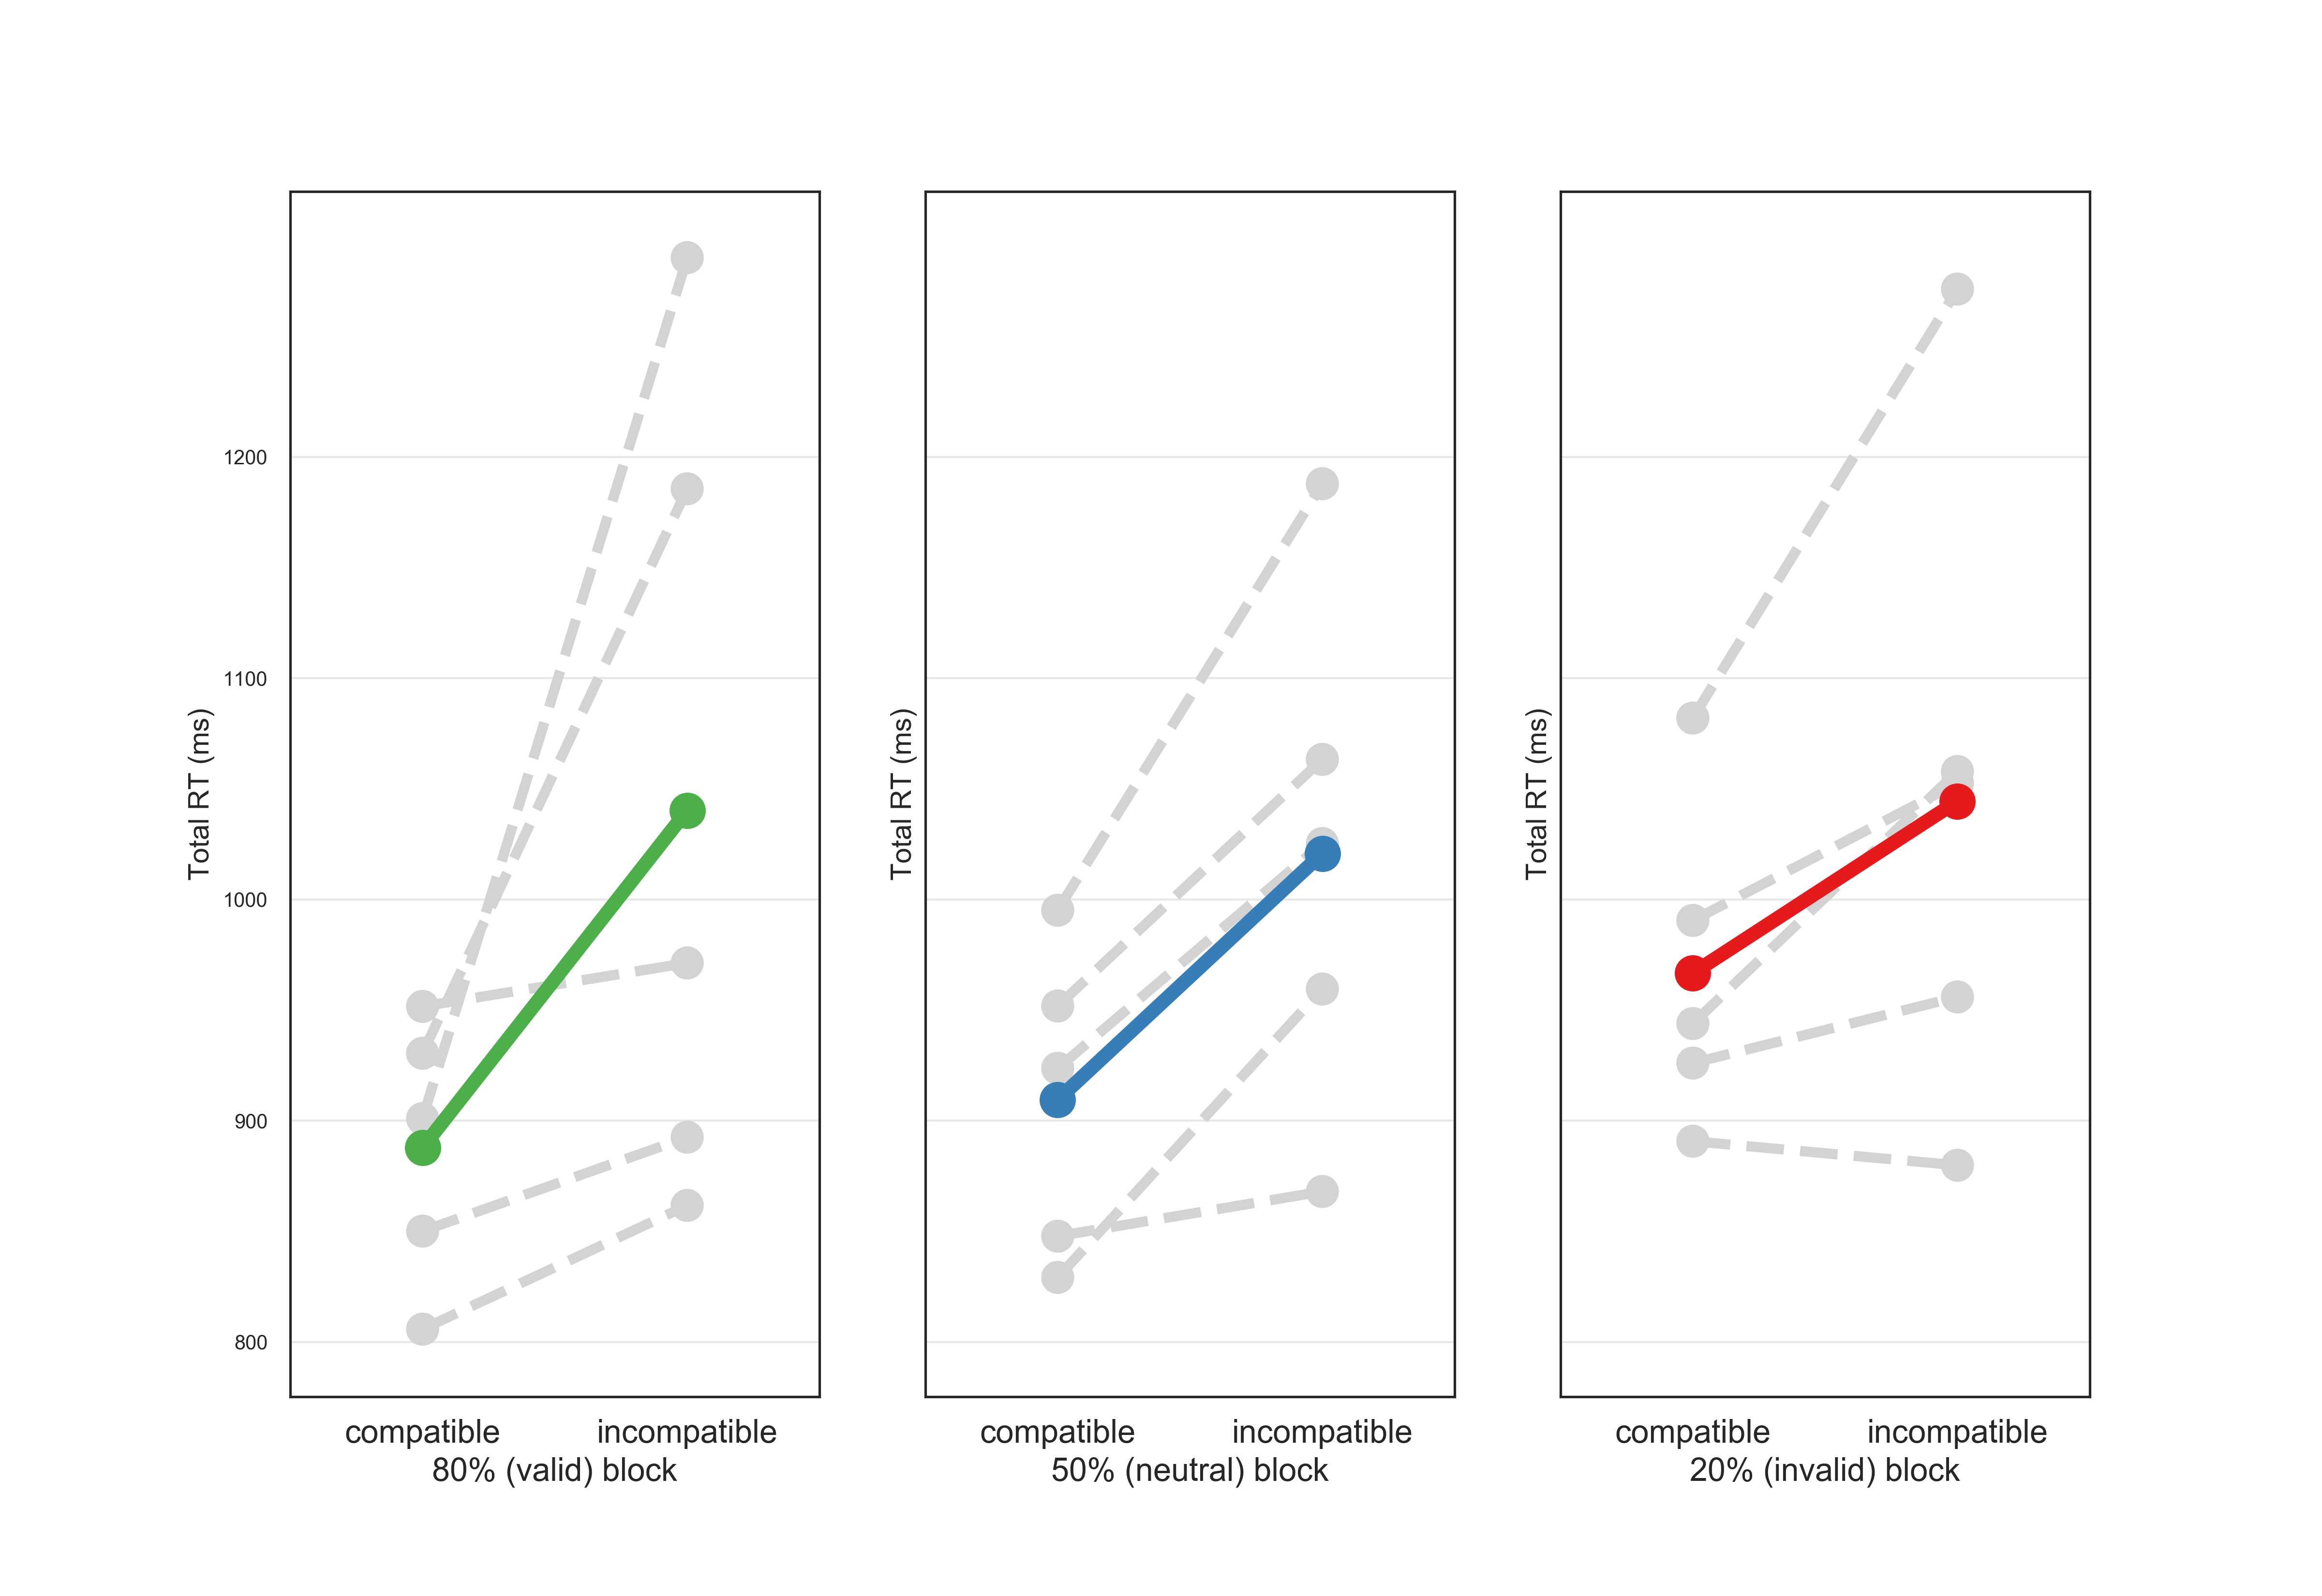 Total RT (ms)
1200
1100
1000
900
800
compatible incompatible
80% (valid) block
Total RT (ms)
compatible incompatible
50% (neutral) block
Total RT (ms)
compatible incompatible
20% (invalid) block